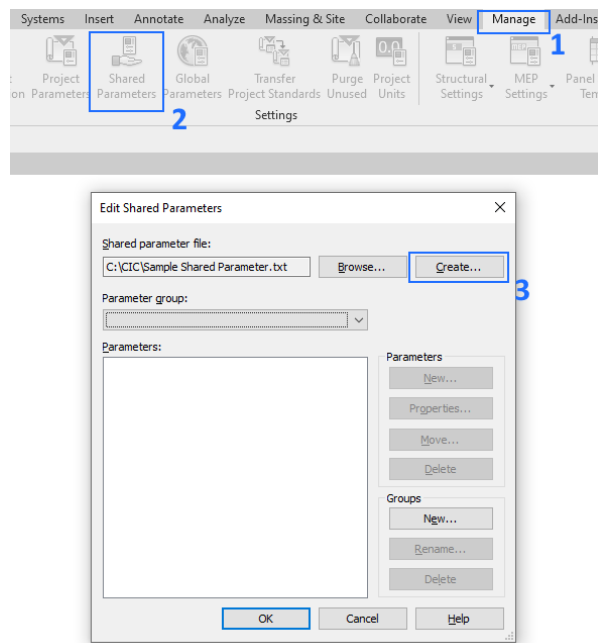 Systems Insert Annotate Analyze Massing & Site Collaborate View Manage Add-Ins
1
Project Shared Global Transfer Purge Project Structural MEP Panel
on Parameters Parameters Parameters Project Standards Unused Units Settings Settings Tem
2
Settings
Edit Shared Parameters
Shared parameter file:
C:\CIC\Sample Shared Parameter.txt Browse... Create...
3
Parameter group:
Parameters: Parameters
New...
Properties...
Move...
Delete
Groups
New...
Rename...
Delete
OK Cancel Help